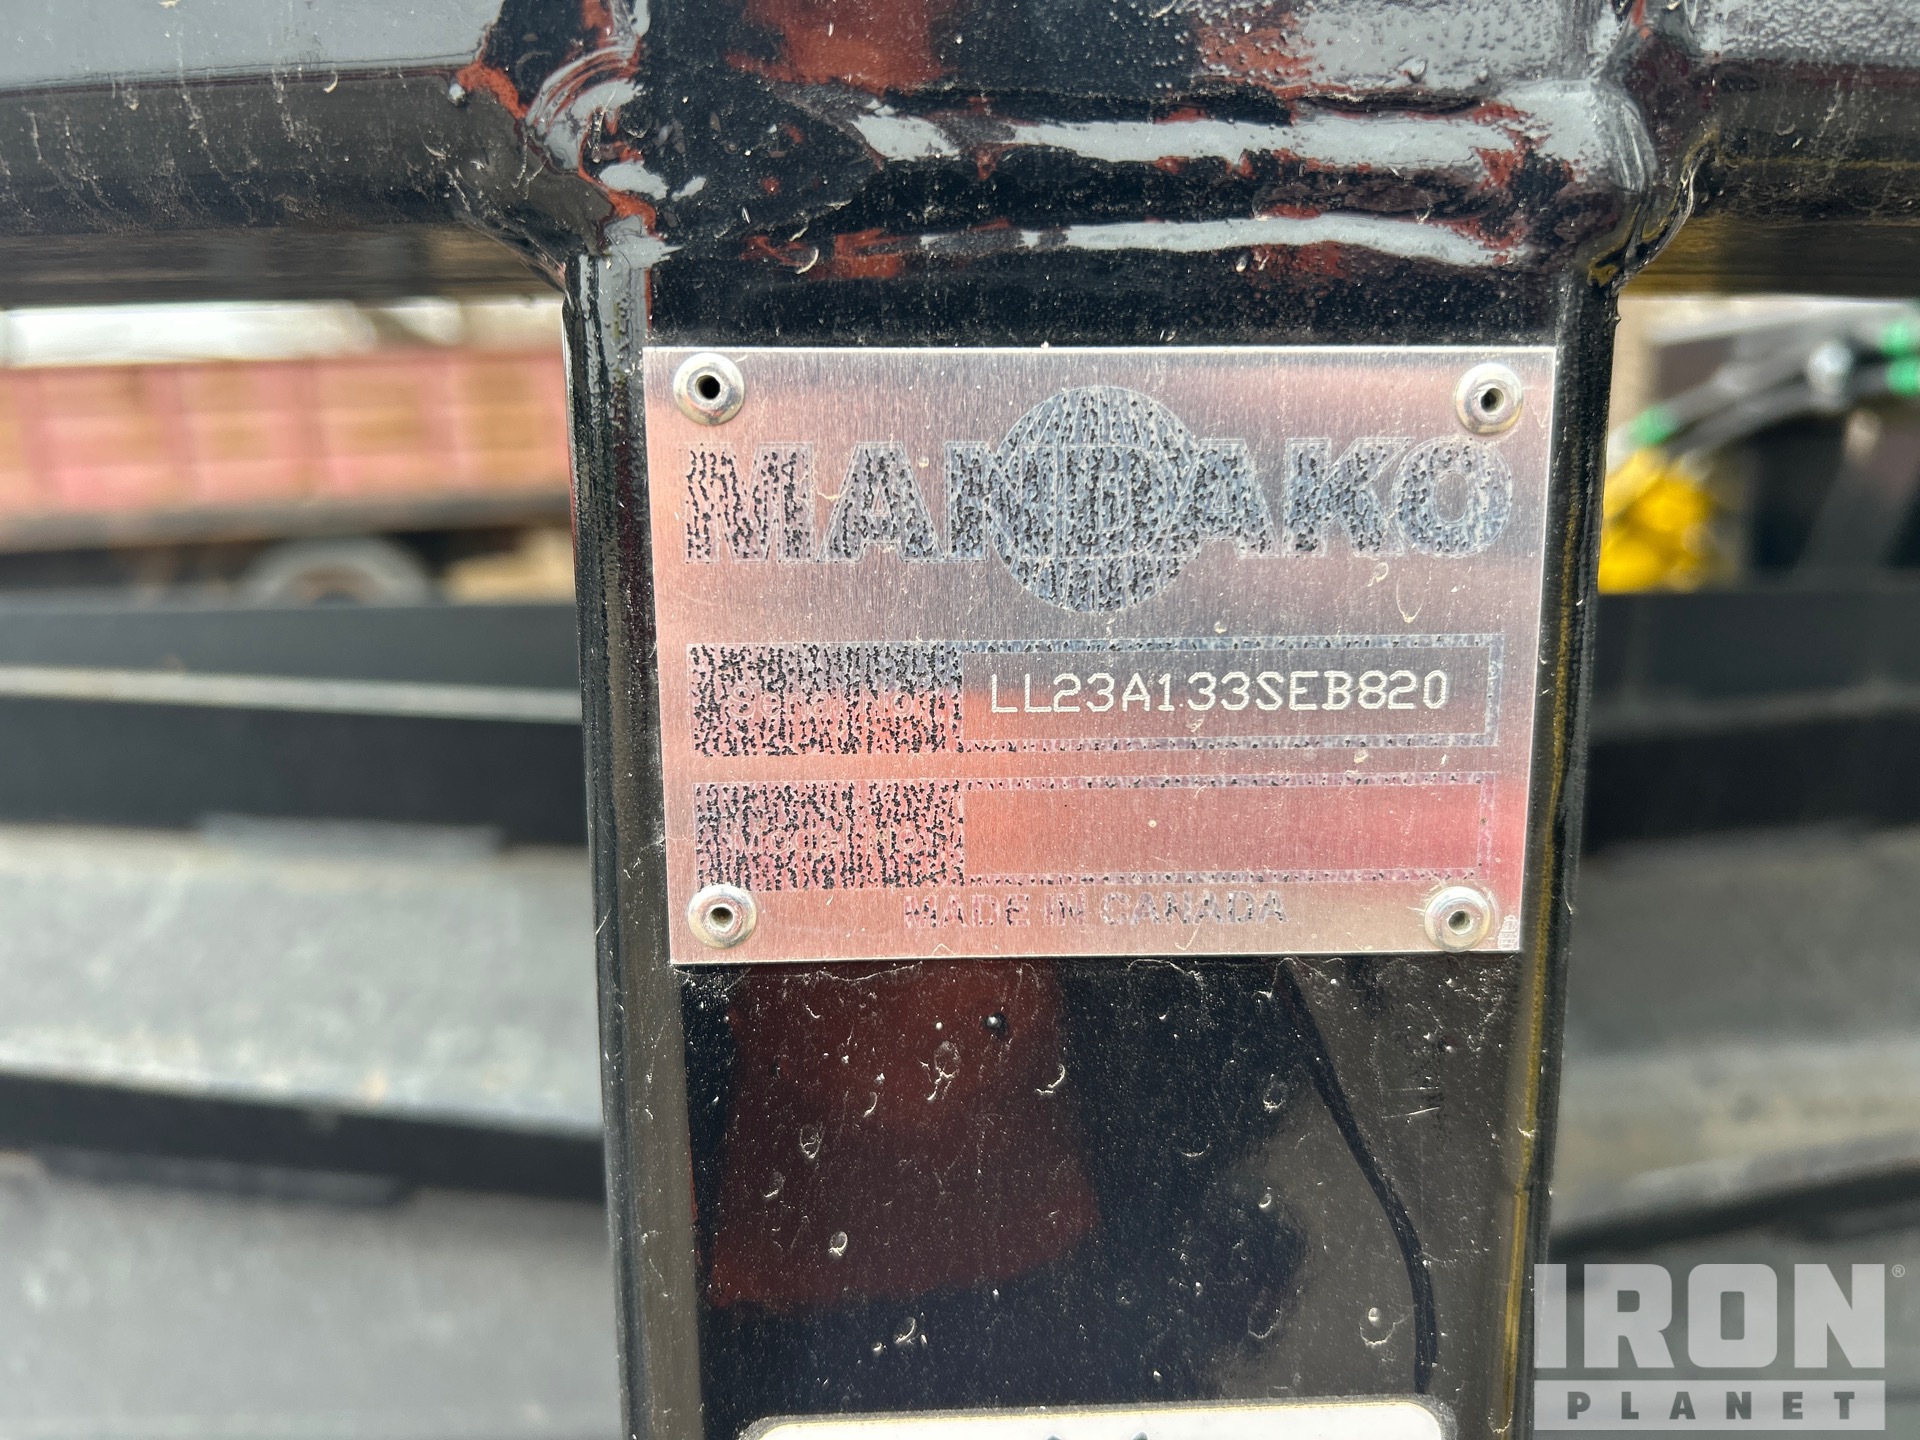 MANDAKO
Serial No. LL23A133SEB820
Model No.
MADE IN CANADA
IRON®
PLANET